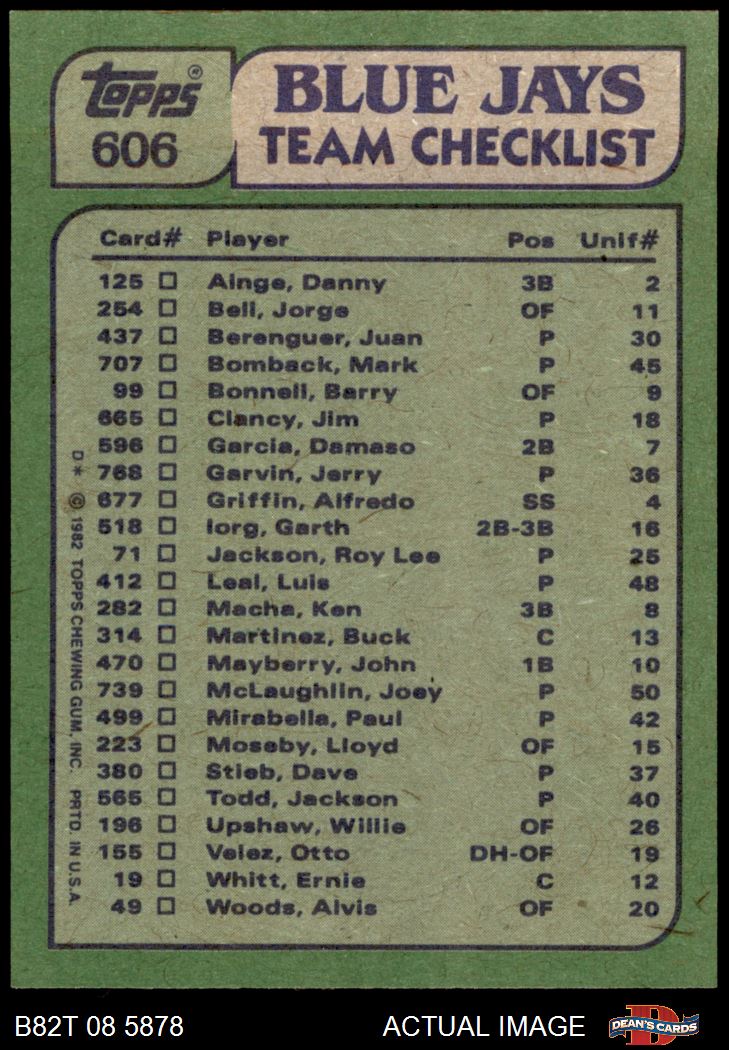 topps®
606
BLUE JAYS
TEAM CHECKLIST
Card# Player Pos Unif#
125 □ Ainge, Danny 3B 2
254 □ Bell, Jorge OF 11
437 □ Berenguer, Juan P 30
707 □ Bomback, Mark P 45
99 □ Bonnell, Barry OF 9
665 □ Clancy, Jim P 18
596 □ Garcia, Damaso 2B 7
768 □ Garvin, Jerry P 36
677 □ Griffin, Alfredo SS 4
518 □ Iorg, Garth 2B-3B 16
71 □ Jackson, Roy Lee P 25
412 □ Leal, Luis P 48
282 □ Macha, Ken 3B 8
314 □ Martinez, Buck C 13
470 □ Mayberry, John 1B 10
739 □ McLaughlin, Joey P 50
499 □ Mirabella, Paul P 42
223 □ Moseby, Lloyd OF 15
380 □ Stieb, Dave P 37
565 □ Todd, Jackson P 40
196 □ Upshaw, Willie OF 26
155 □ Velez, Otto DH-OF 19
19 □ Whitt, Ernie C 12
49 □ Woods, Alvis OF 20
D* © 1982 TOPPS CHEWING GUM, INC. PRTD. IN U.S.A.
B82T 08 5878 ACTUAL IMAGE
D
DEAN'S CARDS